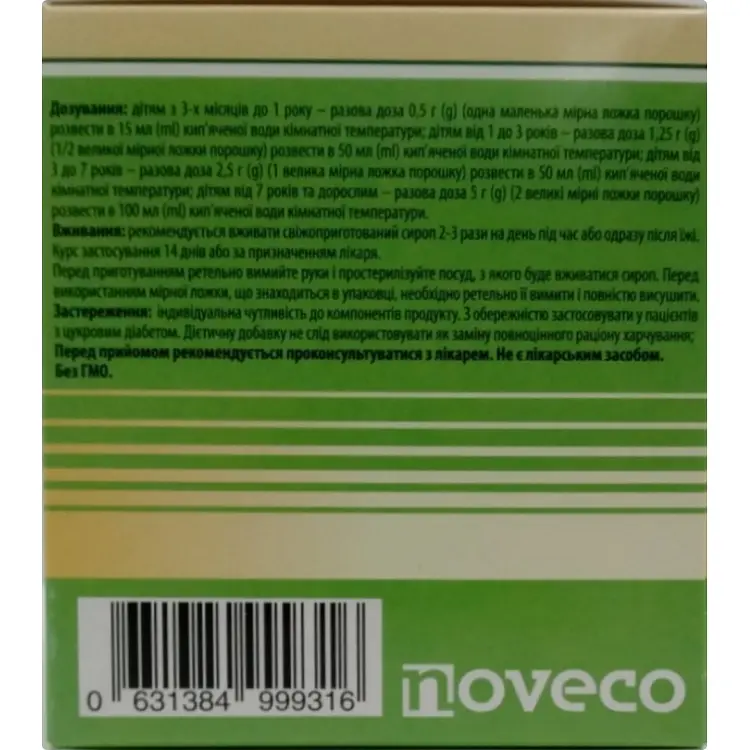 Дозування: дітям з 3-х місяців до 1 року – разова доза 0,5 г (g) (одна маленька мірна ложка порошку)
розвести в 15 мл (ml) кип'яченої води кімнатної температури; дітям від 1 до 3 років – разова доза 1,25 г (g)
(1/2 великої мірної ложки порошку) розвести в 50 мл (ml) кип'яченої води кімнатної температури; дітям від
3 до 7 років – разова доза 2,5 г (g) (1 велика мірна ложка порошку) розвести в 50 мл (ml) кип'яченої води
кімнатної температури; дітям від 7 років та дорослим – разова доза 5 г (g) (2 великі мірні ложки порошку)
розвести в 100 мл (ml) кип'яченої води кімнатної температури.
Вживання: рекомендується вживати свіжоприготований сироп 2-3 рази на день під час або одразу після їжі.
Курс застосування 14 днів або за призначенням лікаря.
Перед приготуванням ретельно вимийте руки і простерилізуйте посуд, з якого буде вживатися сироп. Перед
використанням мірної ложки, що знаходиться в упаковці, необхідно ретельно її вимити і повністю висушити.
Застереження: індивідуальна чутливість до компонентів продукту. З обережністю застосовувати у пацієнтів
з цукровим діабетом. Дієтичну добавку не слід використовувати як заміну повноцінного раціону харчування;
Перед прийомом рекомендується проконсультуватися з лікарем. Не є лікарським засобом.
Без ГМО.
0 631384 999316
noveco